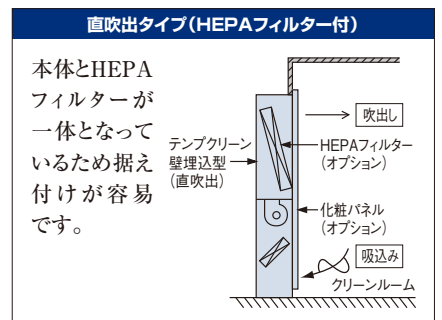 直吹出タイプ(HEPAフィルター付)
本体とHEPA
フィルターが
一体となって
いるため据え
付けが容易
です。
テンプクリーン
壁埋込型
(直吹出)
吹出し
HEPAフィルター
(オプション)
化粧パネル
(オプション)
吸込み
クリーンルーム